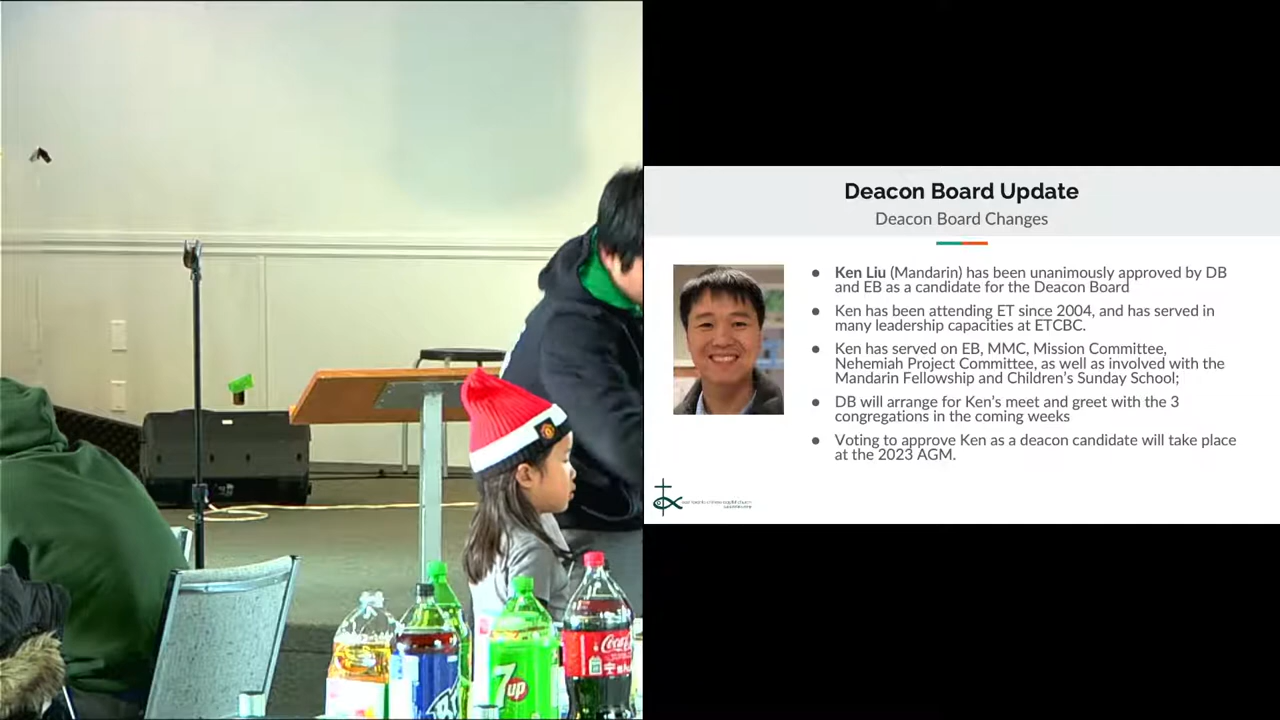 Deacon Board Update
Deacon Board Changes
● Ken Liu (Mandarin) has been unanimously approved by DB
and EB as a candidate for the Deacon Board
● Ken has been attending ET since 2004, and has served in
many leadership capacities at ETCBC.
● Ken has served on EB, MMC, Mission Committee,
Nehemiah Project Committee, as well as involved with the
Mandarin Fellowship and Children's Sunday School;
● DB will arrange for Ken's meet and greet with the 3
congregations in the coming weeks
● Voting to approve Ken as a deacon candidate will take place
at the 2023 AGM.
7up
Coca